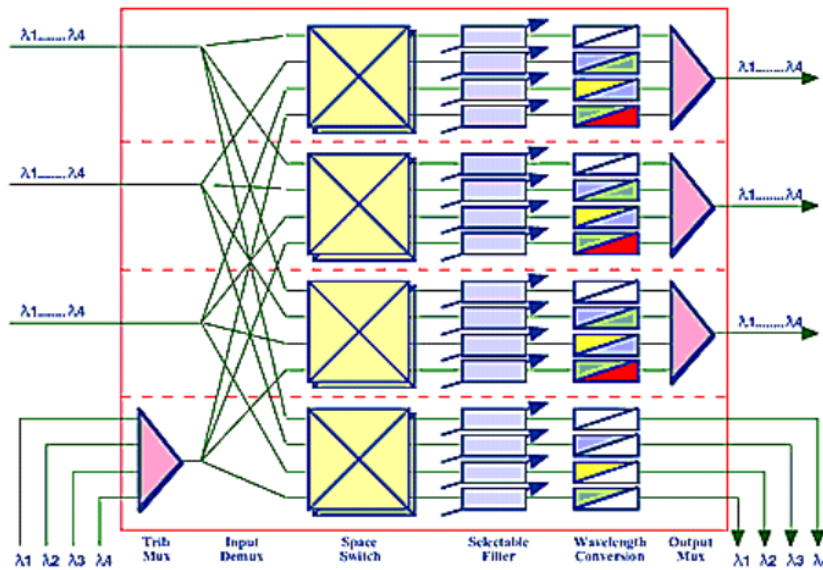 λ1........λ4
λ1........λ4
λ1........λ4
λ1........λ4
λ1........λ4
λ1........λ4
λ1 λ2 λ3 λ4
Trib Mux
Input Demux
Space Switch
Selectable Filler
Wavelength Conversion
Output Mux
λ1 λ2 λ3